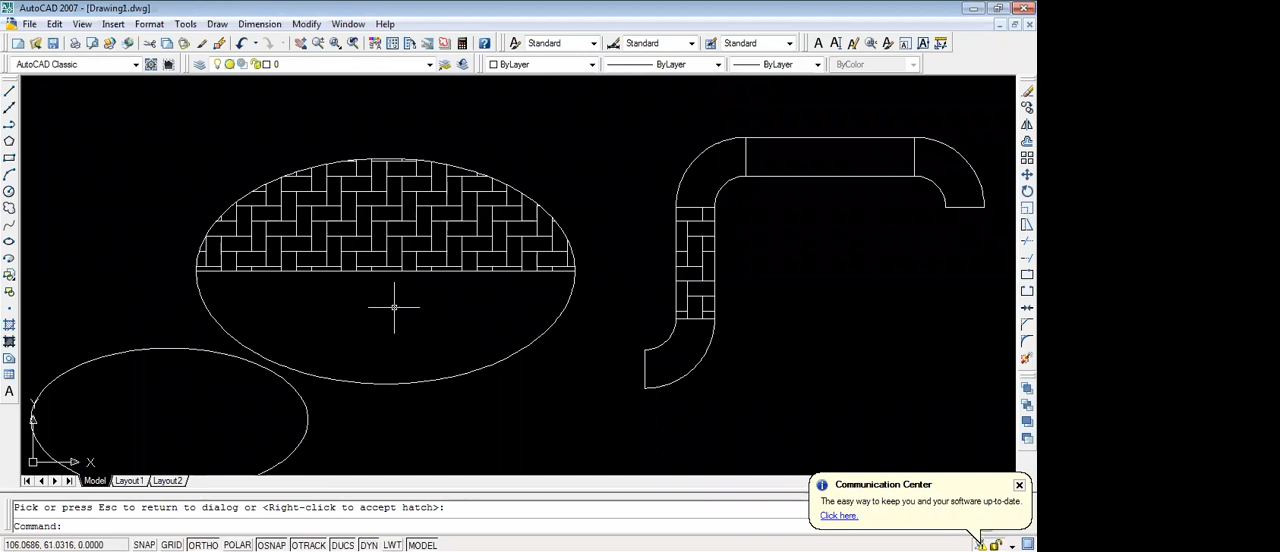 AutoCAD 2007 - [Drawing1.dwg]
File Edit View Insert Format Tools Draw Dimension Modify Window Help
Standard Standard Standard
AutoCAD Classic 0 ByLayer ByLayer ByLayer ByColor
Y
X
Model Layout1 Layout2
Communication Center
The easy way to keep you and your software up-to-date.
Click here.
Pick or press Esc to return to dialog or <Right-click to accept hatch>:
Command:
106.0686, 61.0316, 0.0000 SNAP GRID ORTHO POLAR OSNAP OTRACK DUCS DYN LWT MODEL